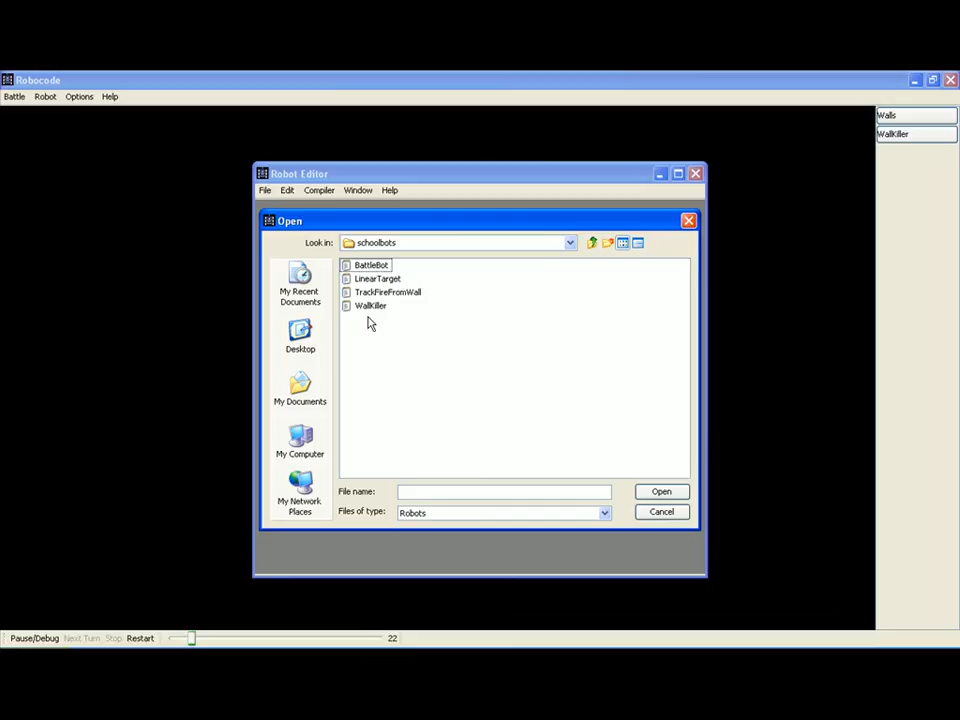 Robocode
Battle Robot Options Help
Walls
WallKiller
Robot Editor
File Edit Compiler Window Help
Open
Look in: schoolbots
BattleBot
LinearTarget
TrackFireFromWall
WallKiller
My Recent
Documents
Desktop
My Documents
My Computer
My Network
Places
File name: Open
Files of type: Robots Cancel
Pause/Debug Next Turn Stop Restart 22